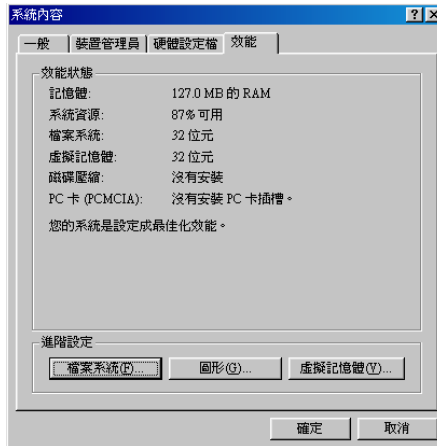 系統內容
一般 裝置管理員 硬體設定檔 效能
效能狀態
記憶體: 127.0 MB 的 RAM
系統資源: 87% 可用
檔案系統: 32 位元
虛擬記憶體: 32 位元
磁碟壓縮: 沒有安裝
PC 卡 (PCMCIA): 沒有安裝 PC 卡插槽。
您的系統是設定成最佳化效能。
進階設定
檔案系統(F)... 圖形(G)... 虛擬記憶體(V)...
確定 取消